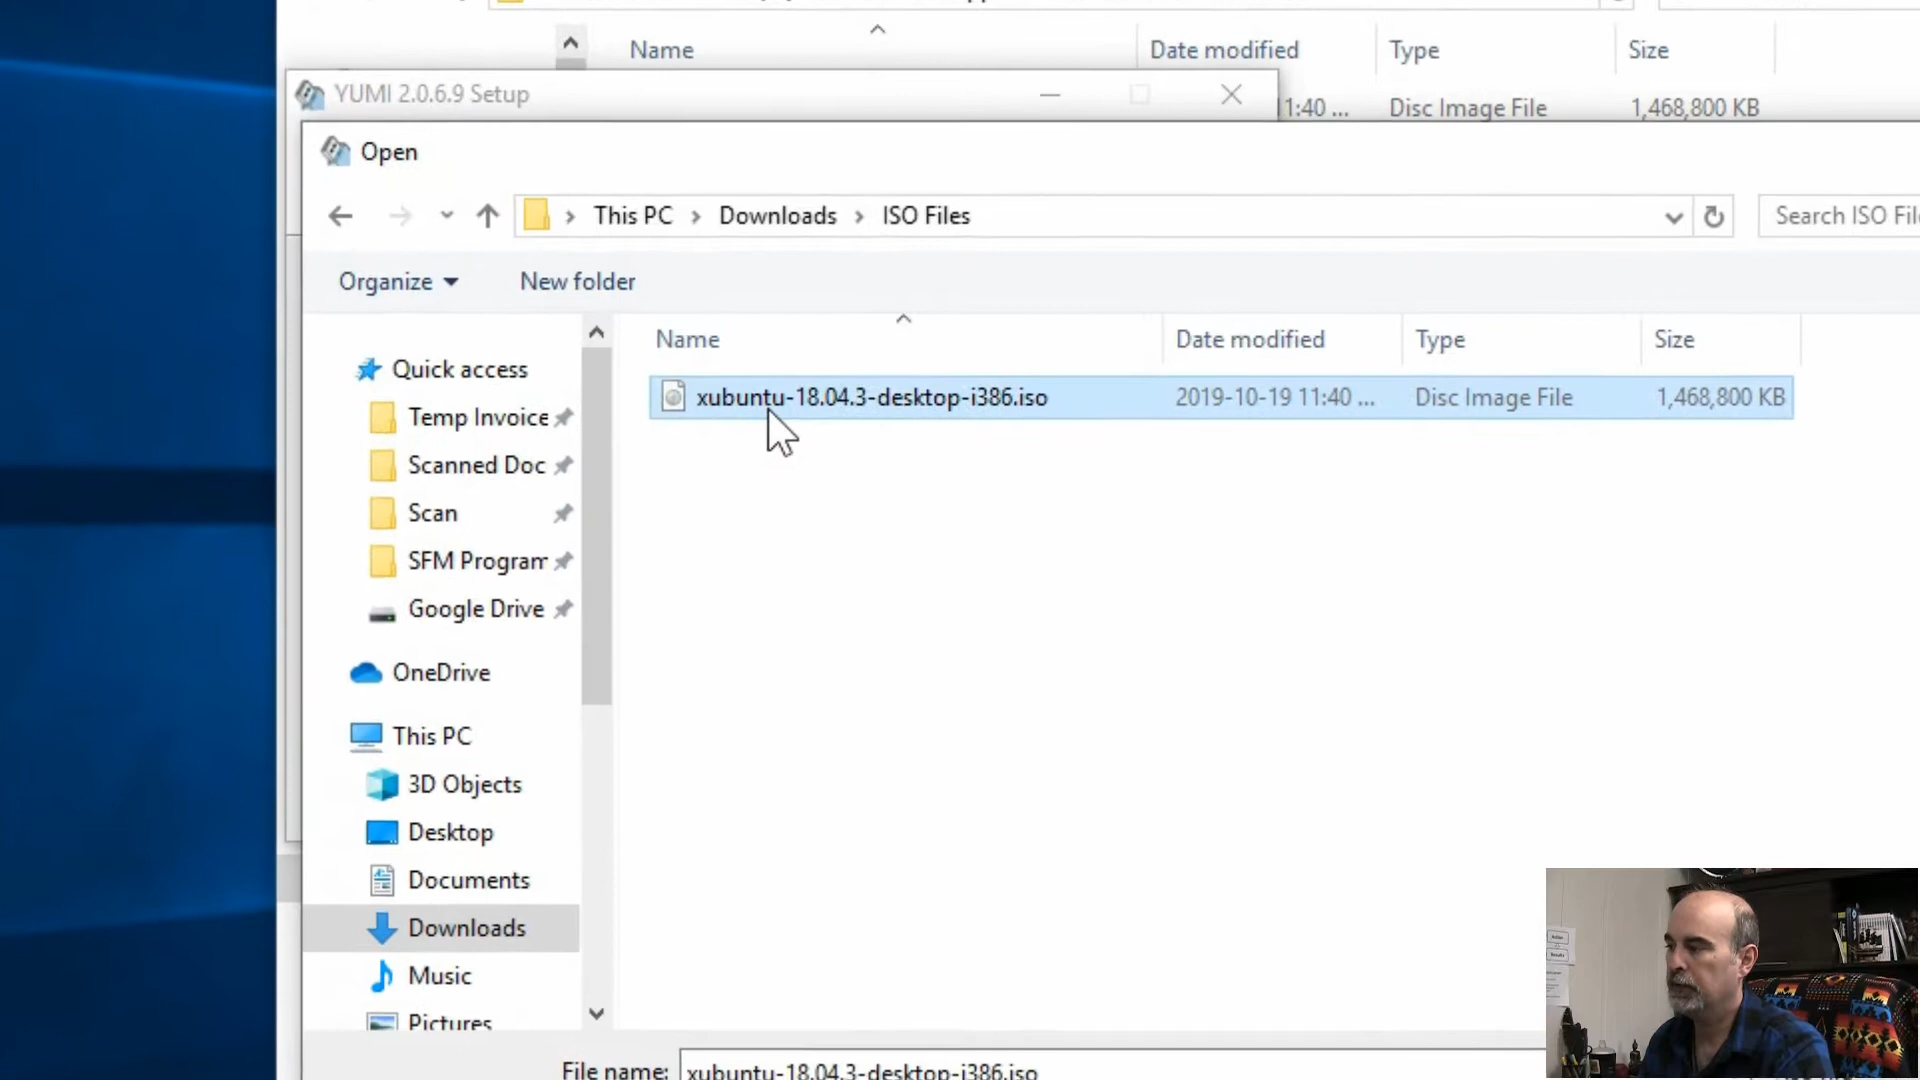 Name Date modified Type Size
YUMI 2.0.6.9 Setup
11:40 ... Disc Image File 1,468,800 KB
Open
This PC Downloads ISO Files
Search ISO Fil
Organize New folder
Name Date modified Type Size
xubuntu-18.04.3-desktop-i386.iso 2019-10-19 11:40 ... Disc Image File 1,468,800 KB
Quick access
Temp Invoice
Scanned Doc
Scan
SFM Program
Google Drive
OneDrive
This PC
3D Objects
Desktop
Documents
Downloads
Music
Pictures
File name: xubuntu-18.04.3-desktop-i386.iso